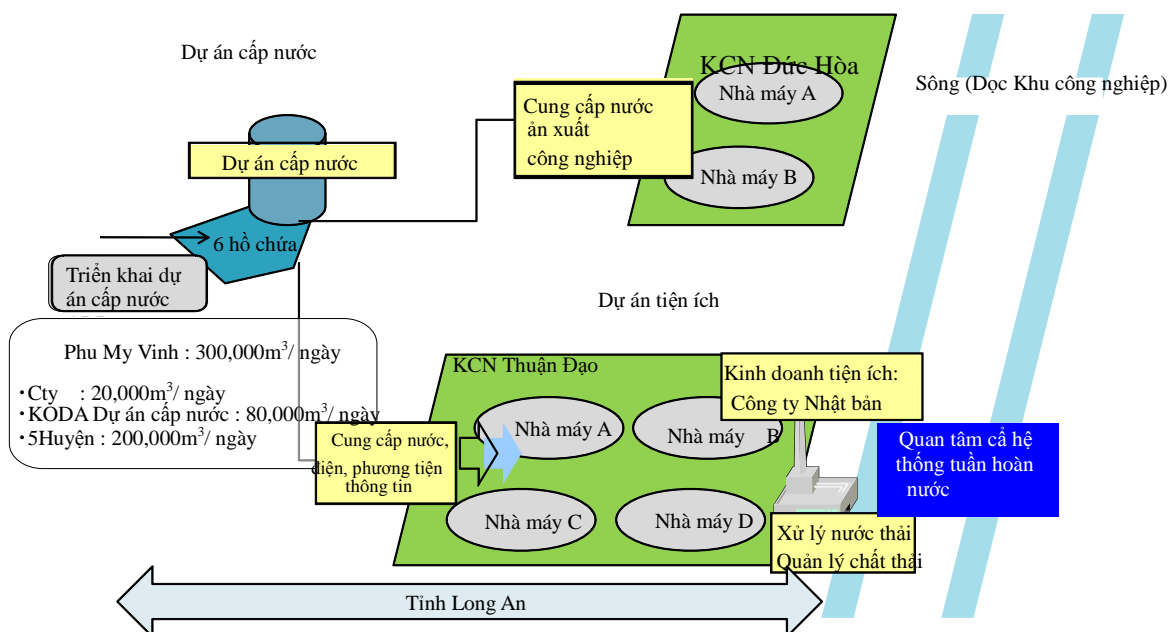 Dự án cấp nước
KCN Đức Hòa
Nhà máy A
Nhà máy B
Sông (Dọc Khu công nghiệp)
Cung cấp nước
ản xuất
công nghiệp
Dự án cấp nước
6 hồ chứa
Triển khai dự
án cấp nước
Dự án tiện ích
Phu My Vinh : 300,000m³/ ngày
・Cty : 20,000m³/ ngày
・KODA Dự án cấp nước : 80,000m³/ ngày
・5Huyện : 200,000m³/ ngày
KCN Thuận Đạo
Kinh doanh tiện ích:
Công ty Nhật bản
Nhà máy A
Nhà máy B
Cung cấp nước,
điện, phương tiện
thông tin
Quan tâm cả hệ
thống tuần hoàn
nước
Nhà máy C
Nhà máy D
Xử lý nước thải
Quản lý chất thải
Tỉnh Long An